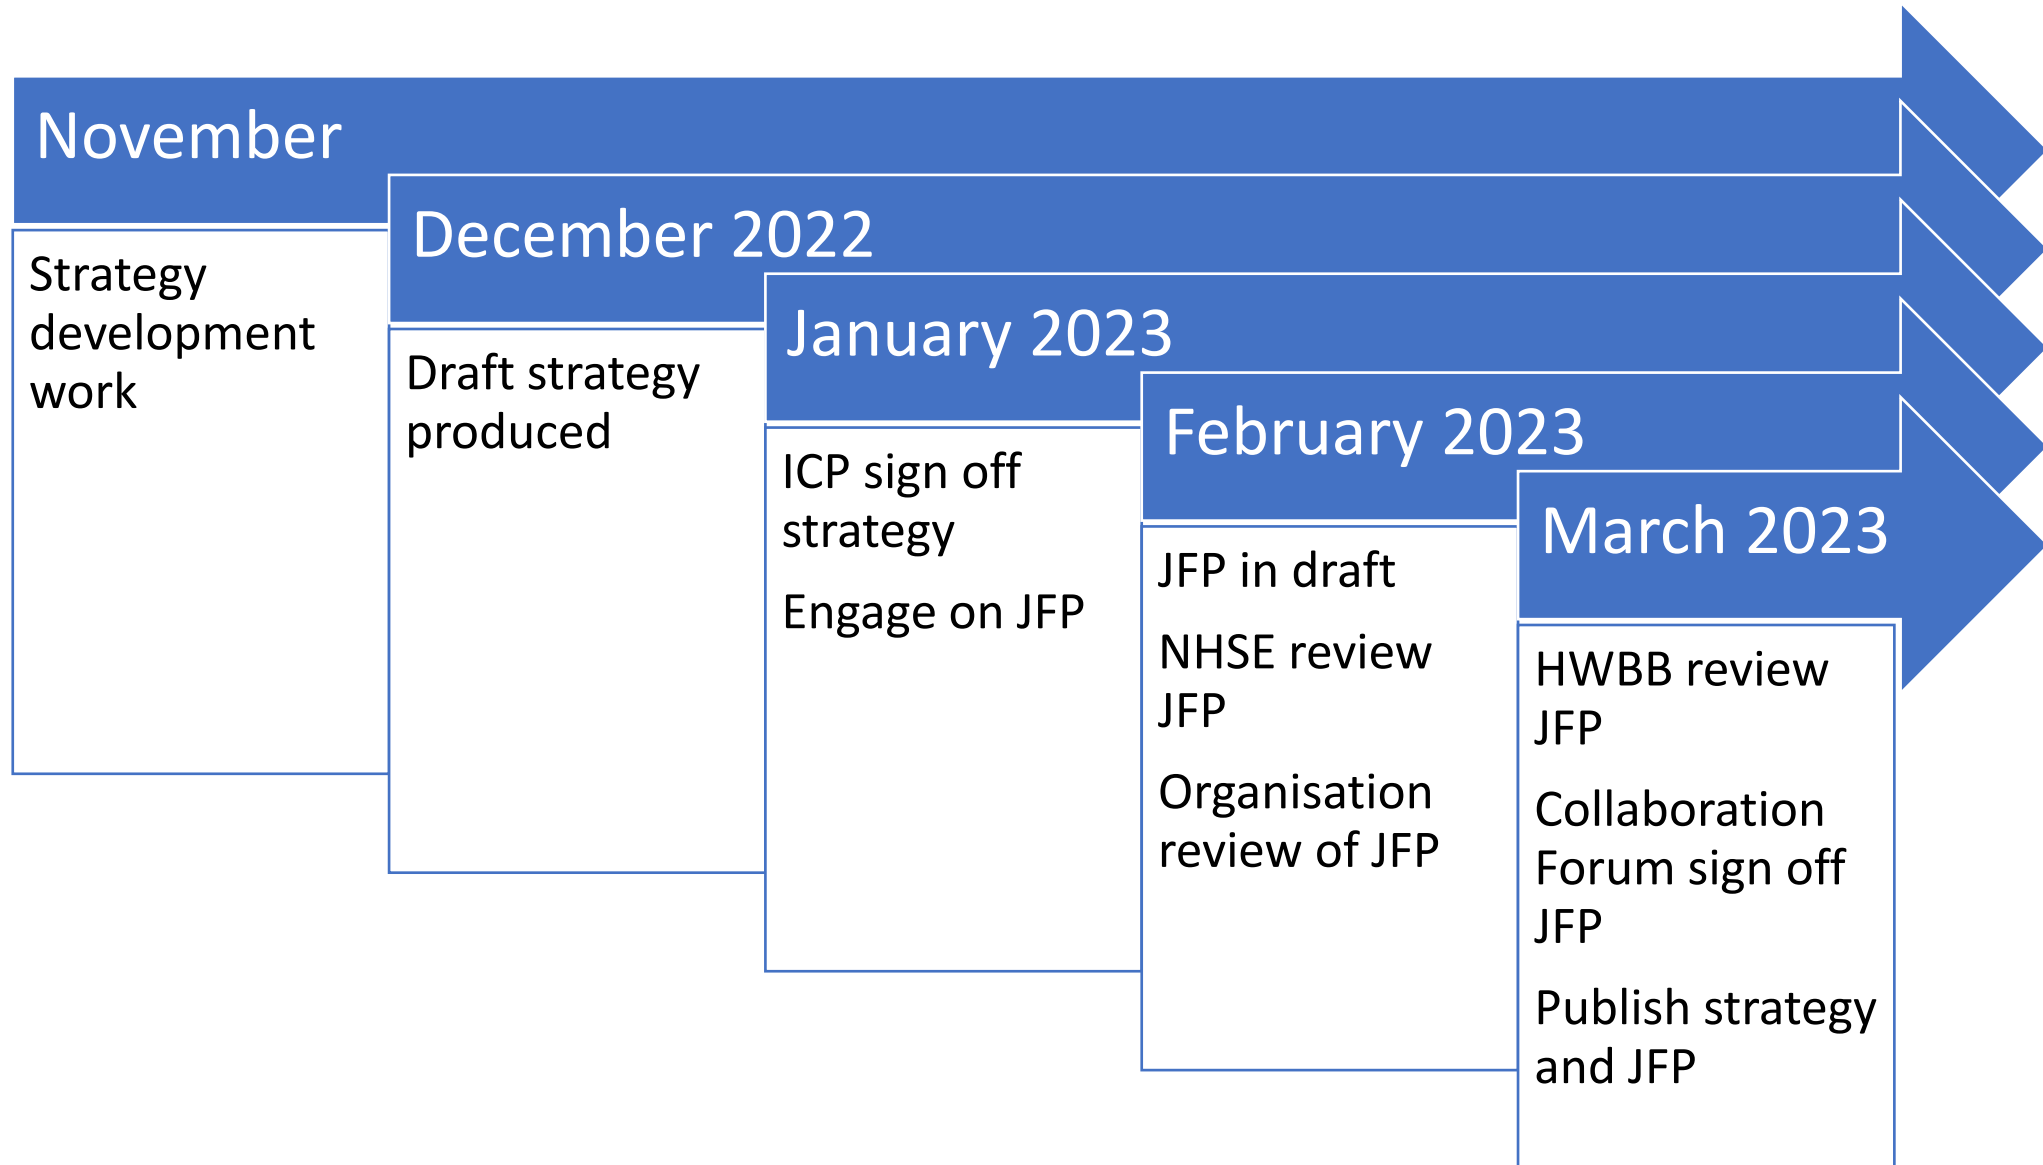 November
Strategy
development
work
December 2022
Draft strategy
produced
January 2023
ICP sign off
strategy
Engage on JFP
February 2023
JFP in draft
NHSE review
JFP
Organisation
review of JFP
March 2023
HWBB review
JFP
Collaboration
Forum sign off
JFP
Publish strategy
and JFP